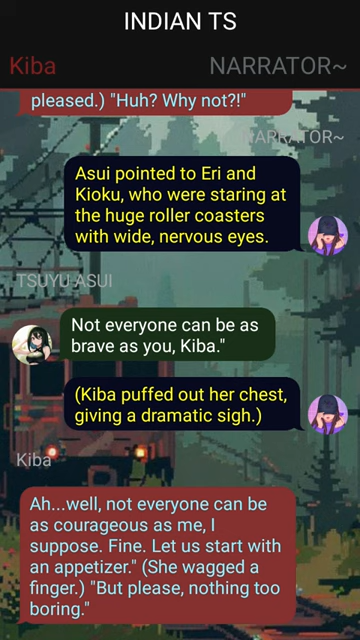 INDIAN TS
Kiba
NARRATOR~
pleased.) "Huh? Why not?!"
NARRATOR~
Asui pointed to Eri and
Kioku, who were staring at
the huge roller coasters
with wide, nervous eyes.
TSUYU ASUI
Not everyone can be as
brave as you, Kiba."
(Kiba puffed out her chest,
giving a dramatic sigh.)
Kiba
Ah...well, not everyone can be
as courageous as me, I
suppose. Fine. Let us start with
an appetizer." (She wagged a
finger.) "But please, nothing too
boring."